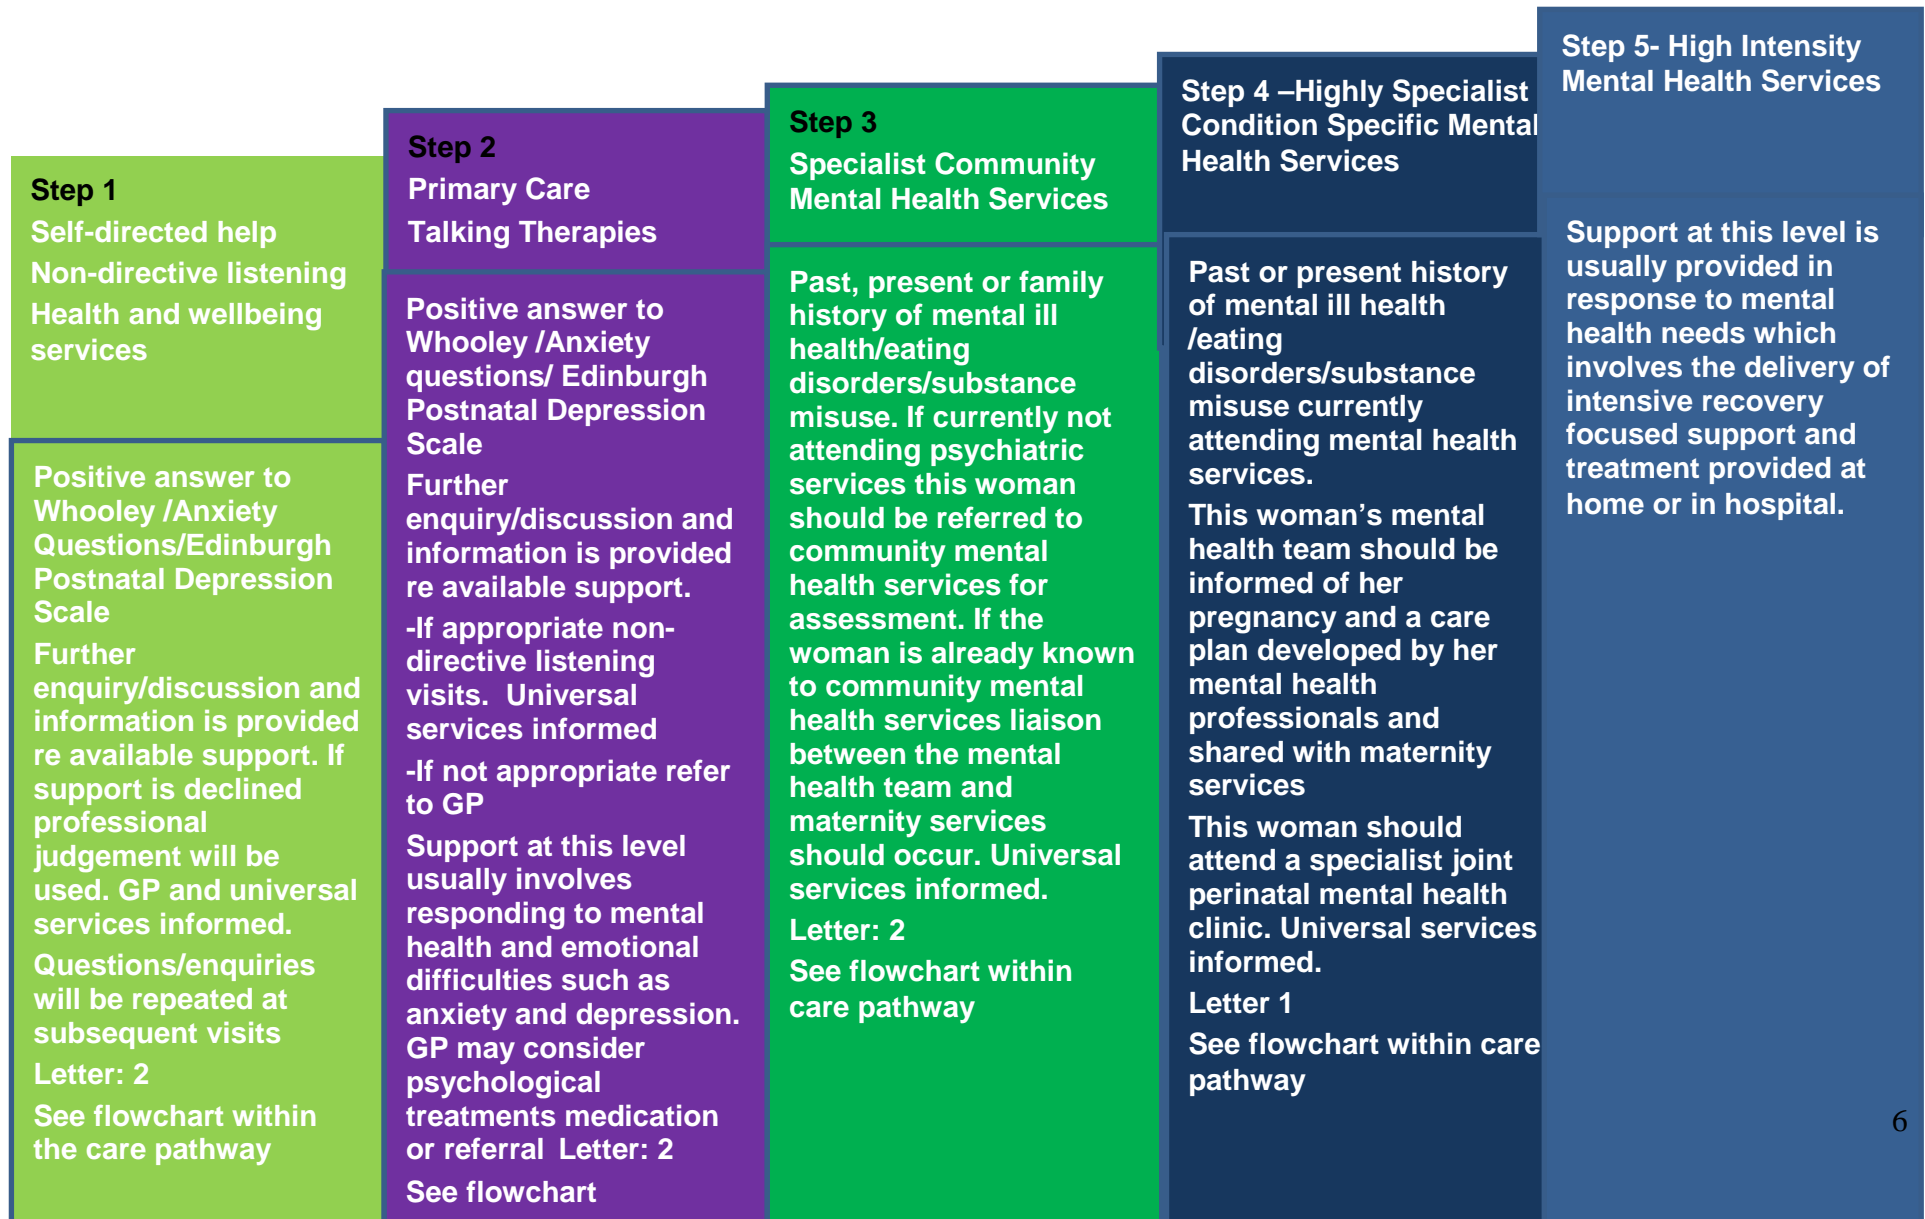 Step 1
Self-directed help
Non-directive listening
Health and wellbeing
services
Positive answer to
Whooley /Anxiety
Questions/Edinburgh
Postnatal Depression
Scale
Further
enquiry/discussion and
information is provided
re available support. If
support is declined
professional
judgement will be
used. GP and universal
services informed.
Questions/enquiries
will be repeated at
subsequent visits
Letter: 2
See flowchart within
the care pathway
Step 2
Primary Care
Talking Therapies
Positive answer to
Whooley /Anxiety
questions/ Edinburgh
Postnatal Depression
Scale
Further
enquiry/discussion and
information is provided
re available support.
-If appropriate non-
directive listening
visits.  Universal
services informed
-If not appropriate refer
to GP
Support at this level
usually involves
responding to mental
health and emotional
difficulties such as
anxiety and depression.
GP may consider
psychological
treatments medication
or referral  Letter: 2
See flowchart
Step 3
Specialist Community
Mental Health Services
Past, present or family
history of mental ill
health/eating
disorders/substance
misuse. If currently not
attending psychiatric
services this woman
should be referred to
community mental
health services for
assessment. If the
woman is already known
to community mental
health services liaison
between the mental
health team and
maternity services
should occur. Universal
services informed.
Letter: 2
See flowchart within
care pathway
Step 4 –Highly Specialist
Condition Specific Mental
Health Services
Past or present history
of mental ill health
/eating
disorders/substance
misuse currently
attending mental health
services.
This woman’s mental
health team should be
informed of her
pregnancy and a care
plan developed by her
mental health
professionals and
shared with maternity
services
This woman should
attend a specialist joint
perinatal mental health
clinic. Universal services
informed.
Letter 1
See flowchart within care
pathway
Step 5- High Intensity
Mental Health Services
Support at this level is
usually provided in
response to mental
health needs which
involves the delivery of
intensive recovery
focused support and
treatment provided at
home or in hospital.
6